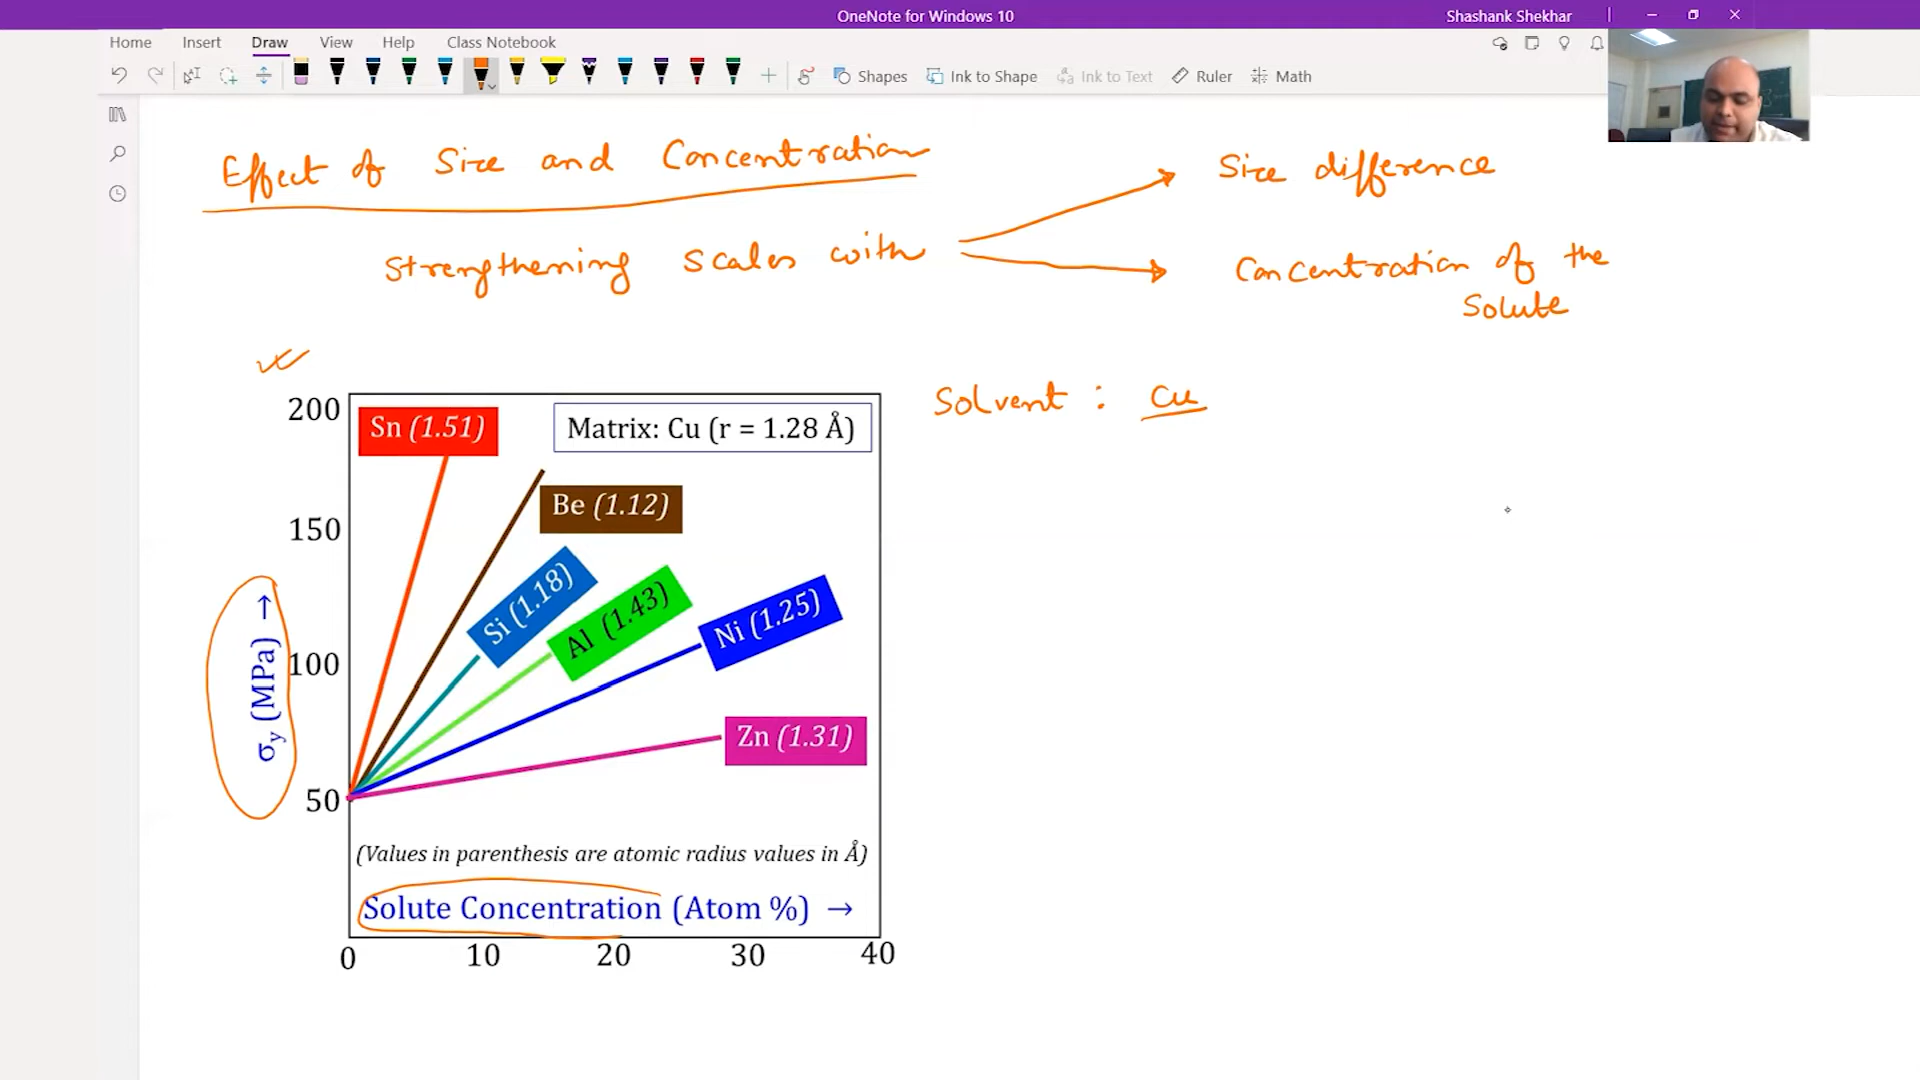 OneNote for Windows 10
Shashank Shekhar
Home Insert Draw View Help Class Notebook
Shapes Ink to Shape Ink to Text Ruler Math
Effect of Size and Concentration
Strengthening scales with
Size difference
Concentration of the
Solute
Solvent : Cu
200
150
100
50
σy (MPa) →
Sn (1.51)
Matrix: Cu (r = 1.28 Å)
Be (1.12)
Si (1.18)
Al (1.43)
Ni (1.25)
Zn (1.31)
(Values in parenthesis are atomic radius values in Å)
Solute Concentration (Atom %) →
0 10 20 30 40